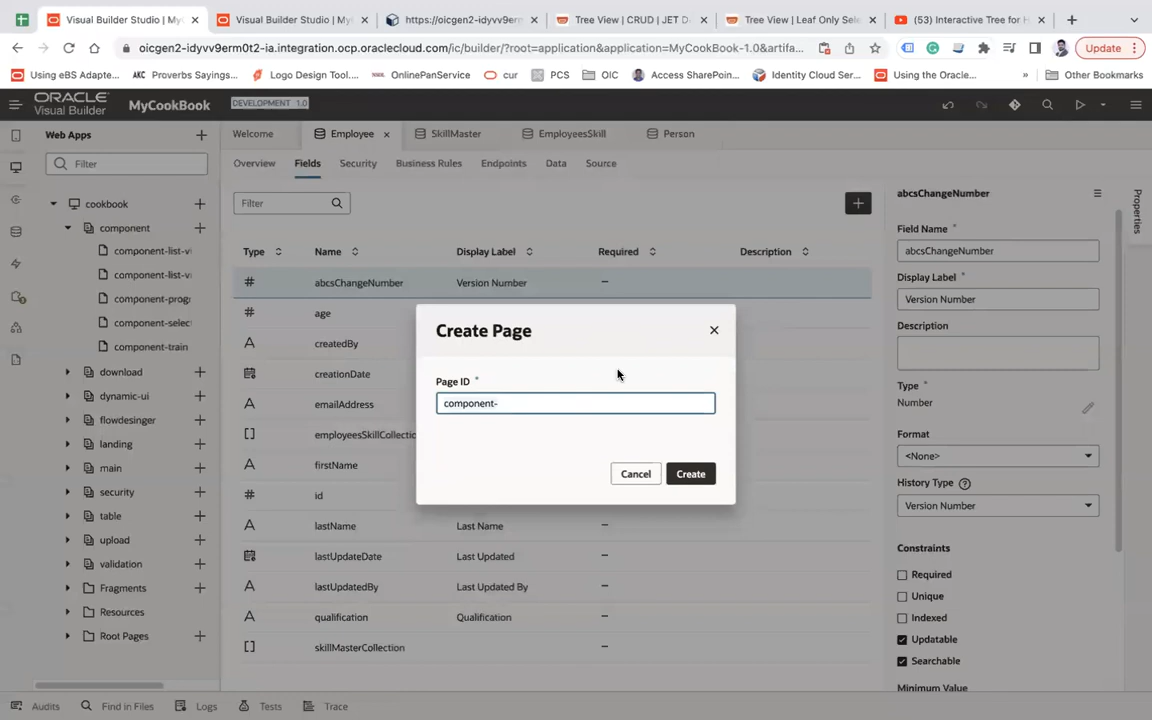 Visual Builder Studio | My
Visual Builder Studio | My
https://oicgen2-idyvv9erm
Tree View | CRUD | JET D
Tree View | Leaf Only Sele
(53) Interactive Tree for H
oicgen2-idyvv9erm0t2-ia.integration.ocp.oraclecloud.com/ic/builder/?root=application&application=MyCookBook-1.0&artifa...
Update
Using eBS Adapte...
AKC Proverbs Sayings...
Logo Design Tool....
OnlinePanService
cur
PCS
OIC
Access SharePoin...
Identity Cloud Ser...
Using the Oracle...
»
Other Bookmarks
ORACLE
Visual Builder
MyCookBook
DEVELOPMENT 1.0
Web Apps
Filter
cookbook
component
component-list-vi
component-list-vi
component-prog
component-selec
component-train
download
dynamic-ui
flowdesinger
landing
main
security
table
upload
validation
Fragments
Resources
Root Pages
Welcome
Employee
SkillMaster
EmployeesSkill
Person
Overview
Fields
Security
Business Rules
Endpoints
Data
Source
Filter
Type
Name
Display Label
Required
Description
# abcsChangeNumber Version Number –
# age
A createdBy
creationDate
A emailAddress
[] employeesSkillCollectio
A firstName
# id
A lastName Last Name –
lastUpdateDate Last Updated –
A lastUpdatedBy Last Updated By –
A qualification Qualification –
[] skillMasterCollection –
Create Page
Page ID *
component-
Cancel
Create
abcsChangeNumber
Field Name *
abcsChangeNumber
Display Label *
Version Number
Description
Type *
Number
Format
<None>
History Type
Version Number
Constraints
Required
Unique
Indexed
Updatable
Searchable
Minimum Value
Properties
Audits
Find in Files
Logs
Tests
Trace